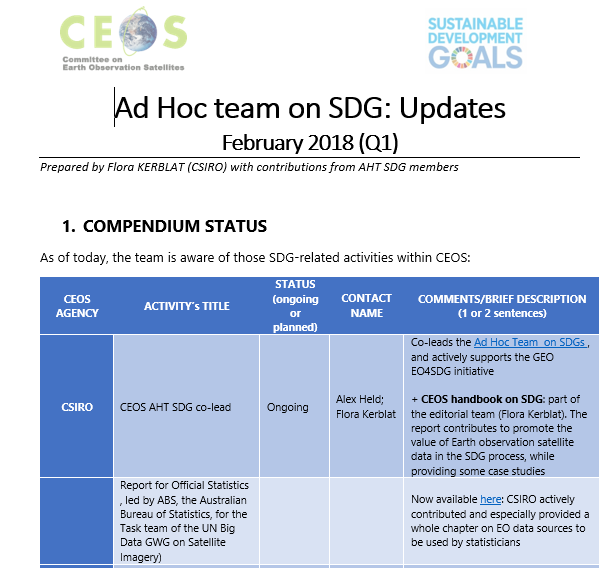 CEOS
Committee on
Earth Observation Satellites
SUSTAINABLE
DEVELOPMENT
GOALS
Ad Hoc team on SDG: Updates
February 2018 (Q1)
Prepared by Flora KERBLAT (CSIRO) with contributions from AHT SDG members
1. COMPENDIUM STATUS
As of today, the team is aware of those SDG-related activities within CEOS:
CEOS
AGENCY
ACTIVITY's TITLE
STATUS
(ongoing
or
planned)
CONTACT
NAME
COMMENTS/BRIEF DESCRIPTION
(1 or 2 sentences)
CSIRO
CEOS AHT SDG co-lead
Ongoing
Alex Held;
Flora Kerblat
Co-leads the Ad Hoc Team on SDGs ,
and actively supports the GEO
EO4SDG initiative
+ CEOS handbook on SDG: part of
the editorial team (Flora Kerblat). The
report contributes to promote the
value of Earth observation satellite
data in the SDG process, while
providing some case studies
Report for Official Statistics
, led by ABS, the Australian
Bureau of Statistics, for the
Task team of the UN Big
Data GWG on Satellite
Imagery)
Now available here: CSIRO actively
contributed and especially provided a
whole chapter on EO data sources to
be used by statisticians